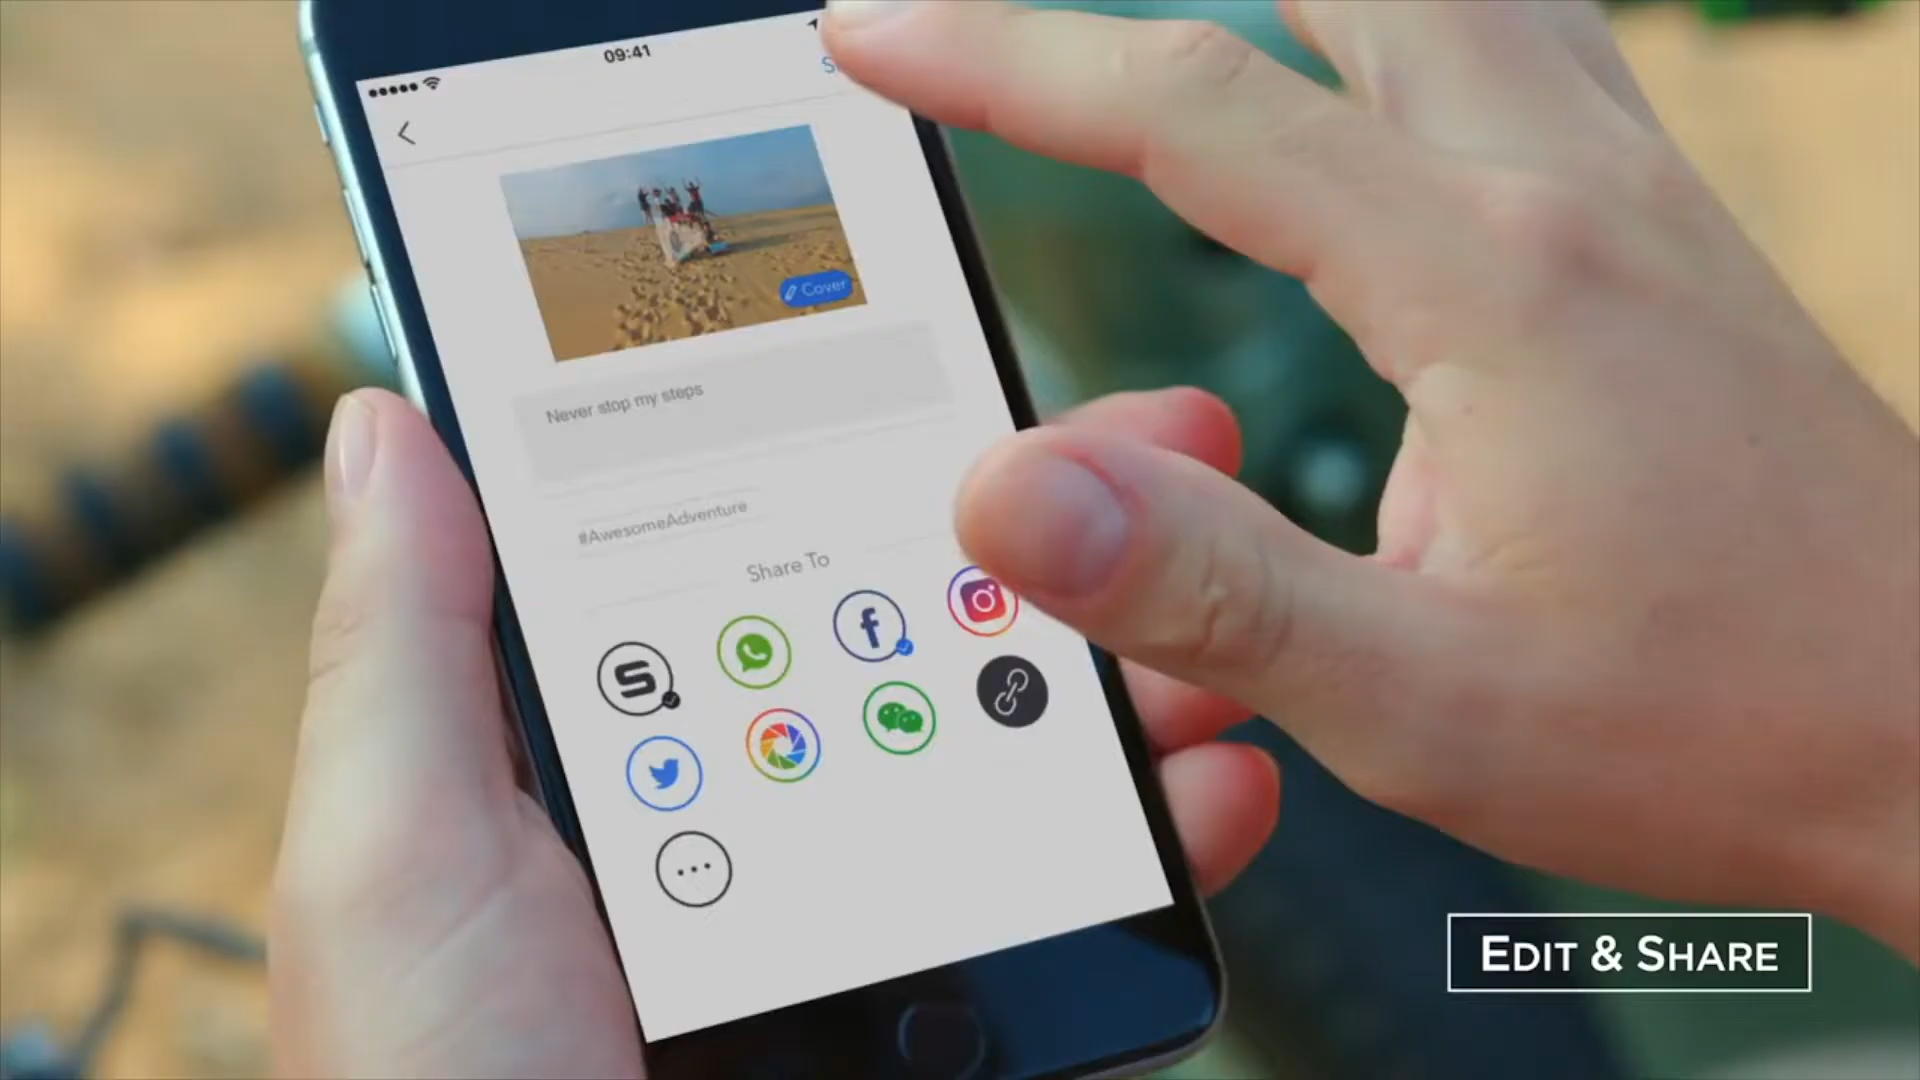 09:41
Cover
Never stop my steps
#AwesomeAdventure
Share To
EDIT & SHARE